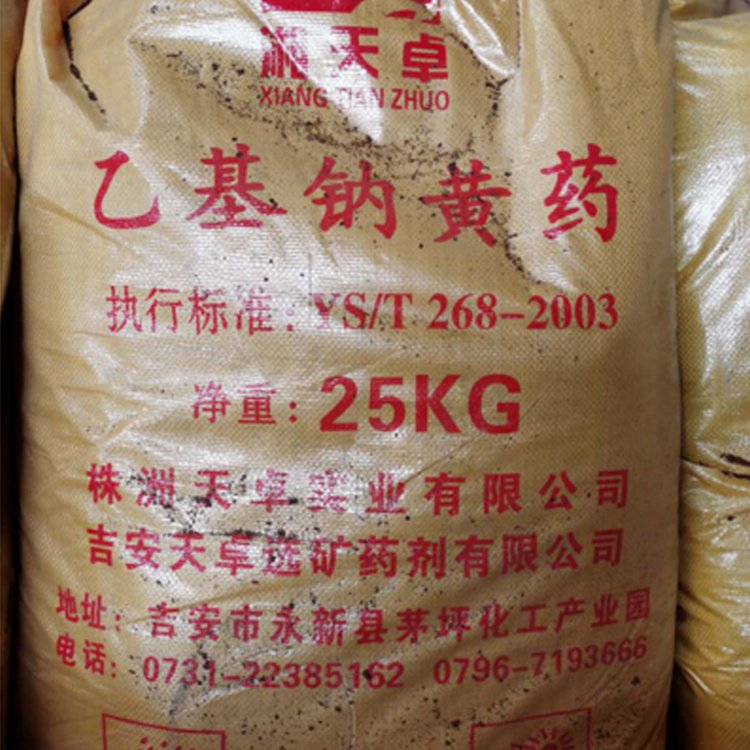 湘天卓
XIANG TIAN ZHUO
乙基钠黄药
执行标准：YS/T 268-2003
净重：25KG
株洲天卓实业有限公司
吉安天卓选矿药剂有限公司
地址：吉安市永新县茅坪化工产业园
电话：0731-22385162 0796-7193666